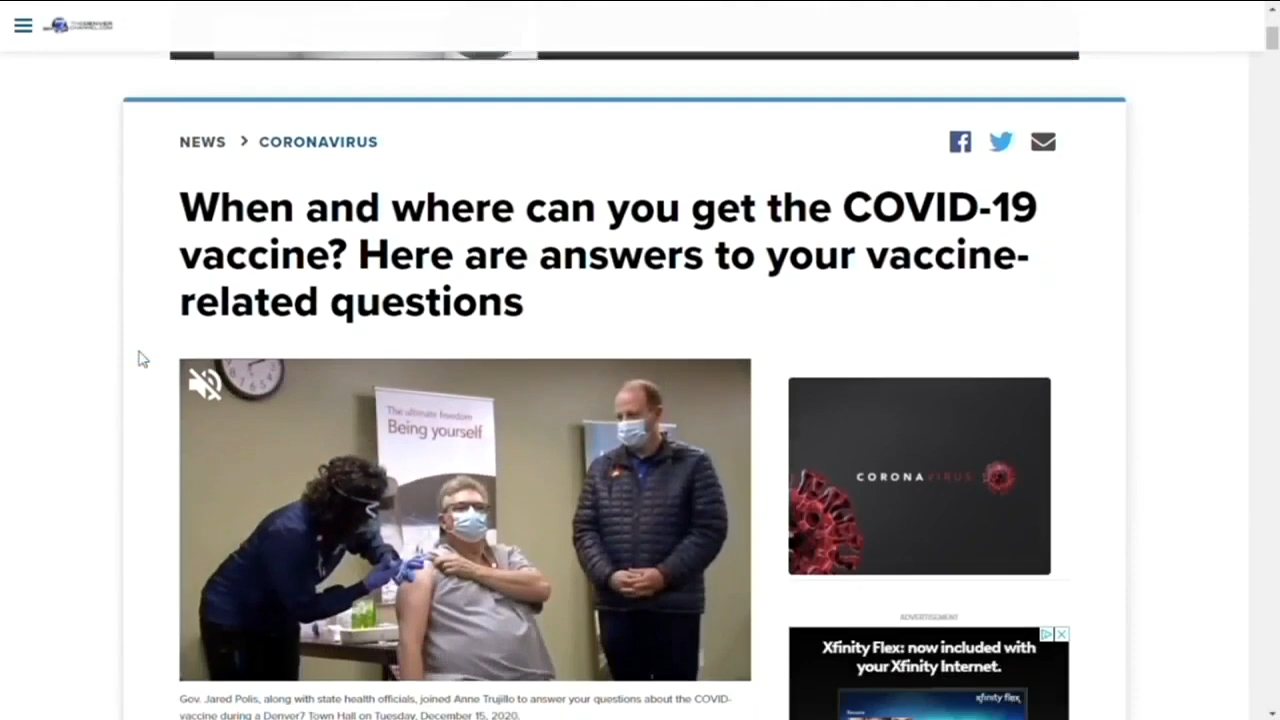 THEDENVER
CHANNEL.COM
NEWS > CORONAVIRUS
When and where can you get the COVID-19
vaccine? Here are answers to your vaccine-
related questions
The ultimate freedom
Being yourself
CORONAVIRUS
Gov. Jared Polis, along with state health officials, joined Anne Trujillo to answer your questions about the COVID-
vaccine during a Denver7 Town Hall on Tuesday, December 15, 2020.
ADVERTISEMENT
Xfinity Flex: now included with
your Xfinity Internet.
xfinity flex